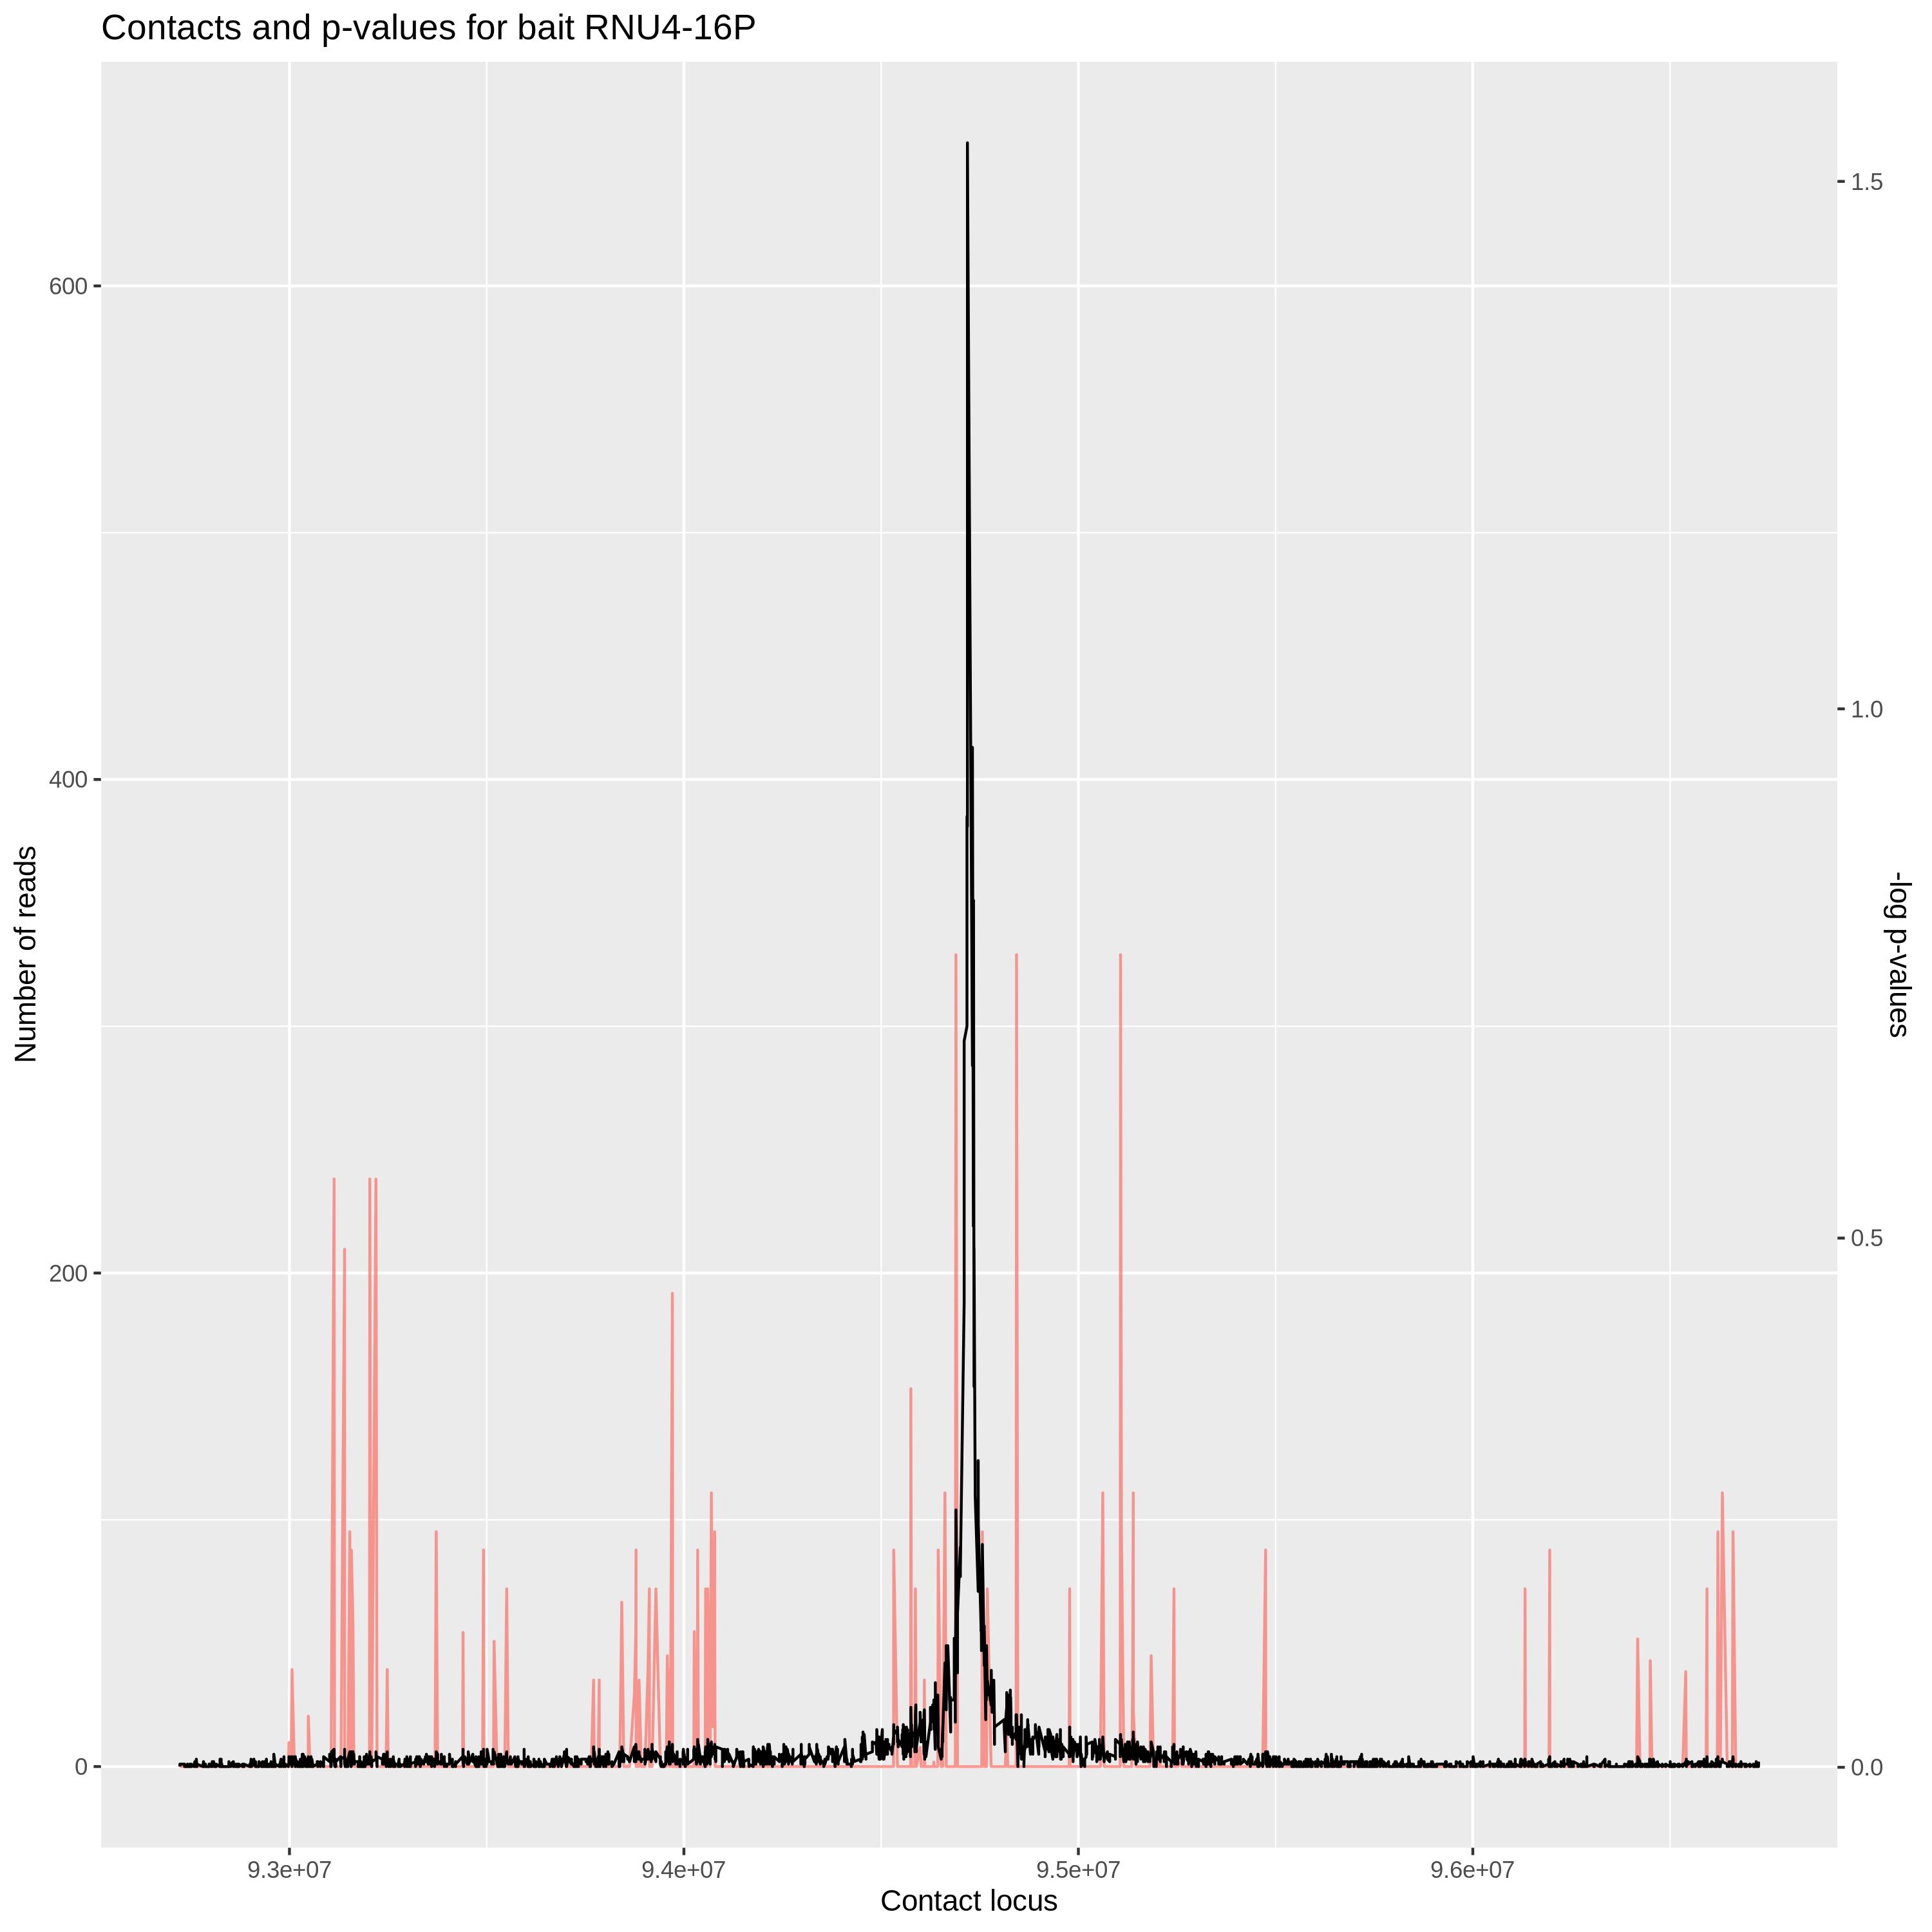 Contacts and p-values for bait RNU4-16P
600
400
200
0
Number of reads
1.5
1.0
0.5
0.0
-log p-values
9.3e+07
9.4e+07
9.5e+07
9.6e+07
Contact locus